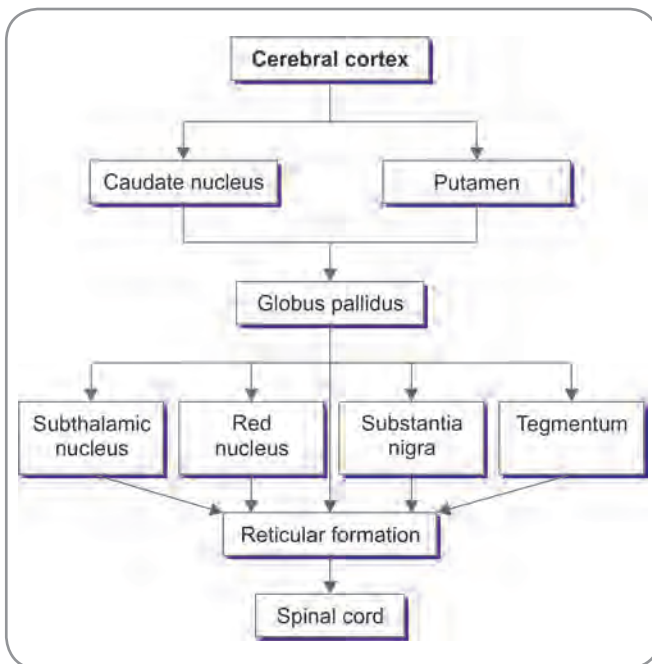 Cerebral cortex
Caudate nucleus
Putamen
Globus pallidus
Subthalamic
nucleus
Red
nucleus
Substantia
nigra
Tegmentum
Reticular formation
Spinal cord